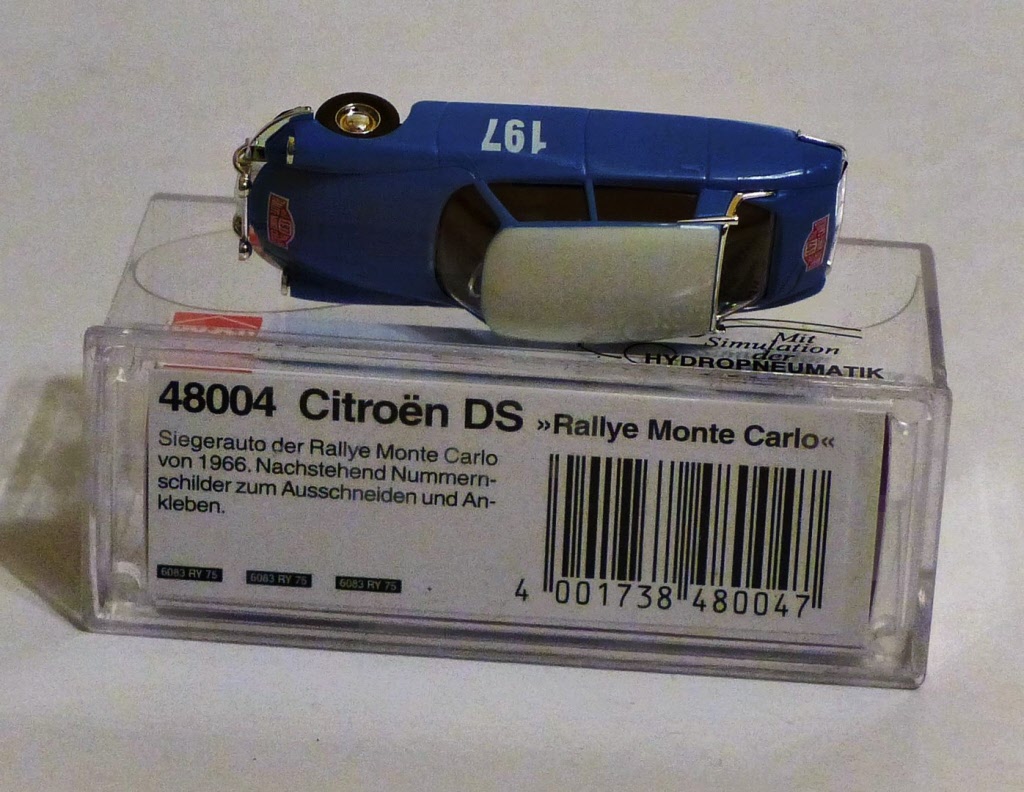 197
Mit
Simulation
der
HYDROPNEUMATIK
48004 Citroën DS »Rallye Monte Carlo«
Siegerauto der Rallye Monte Carlo
von 1966. Nachstehend Nummern-
schilder zum Ausschneiden und An-
kleben.
6083 RY 75 6083 RY 75 6083 RY 75
4 001738 480047